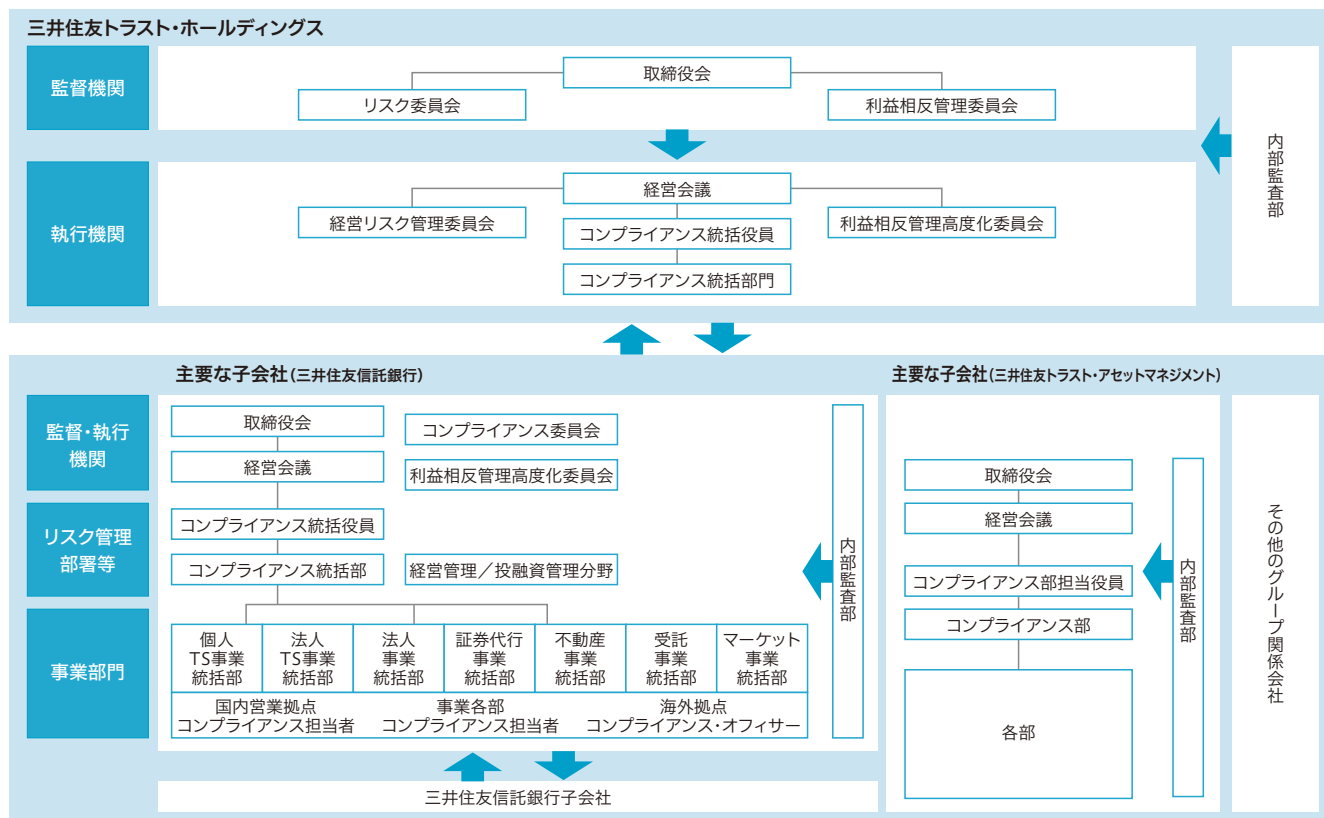 三井住友トラスト・ホールディングス
監督機関
取締役会
リスク委員会
利益相反管理委員会
執行機関
経営会議
経営リスク管理委員会
コンプライアンス統括役員
利益相反管理高度化委員会
コンプライアンス統括部門
内部監査部
主要な子会社(三井住友信託銀行)
監督・執行
機関
取締役会
コンプライアンス委員会
経営会議
利益相反管理高度化委員会
リスク管理
部署等
コンプライアンス統括役員
コンプライアンス統括部
経営管理／投融資管理分野
事業部門
個人
TS事業
統括部
法人
TS事業
統括部
法人
事業
統括部
証券代行
事業
統括部
不動産
事業
統括部
受託
事業
統括部
マーケット
事業
統括部
国内営業拠点
コンプライアンス担当者
事業各部
コンプライアンス担当者
海外拠点
コンプライアンス・オフィサー
内部監査部
三井住友信託銀行子会社
主要な子会社(三井住友トラスト・アセットマネジメント)
取締役会
経営会議
コンプライアンス部担当役員
コンプライアンス部
各部
内部監査部
その他のグループ関係会社